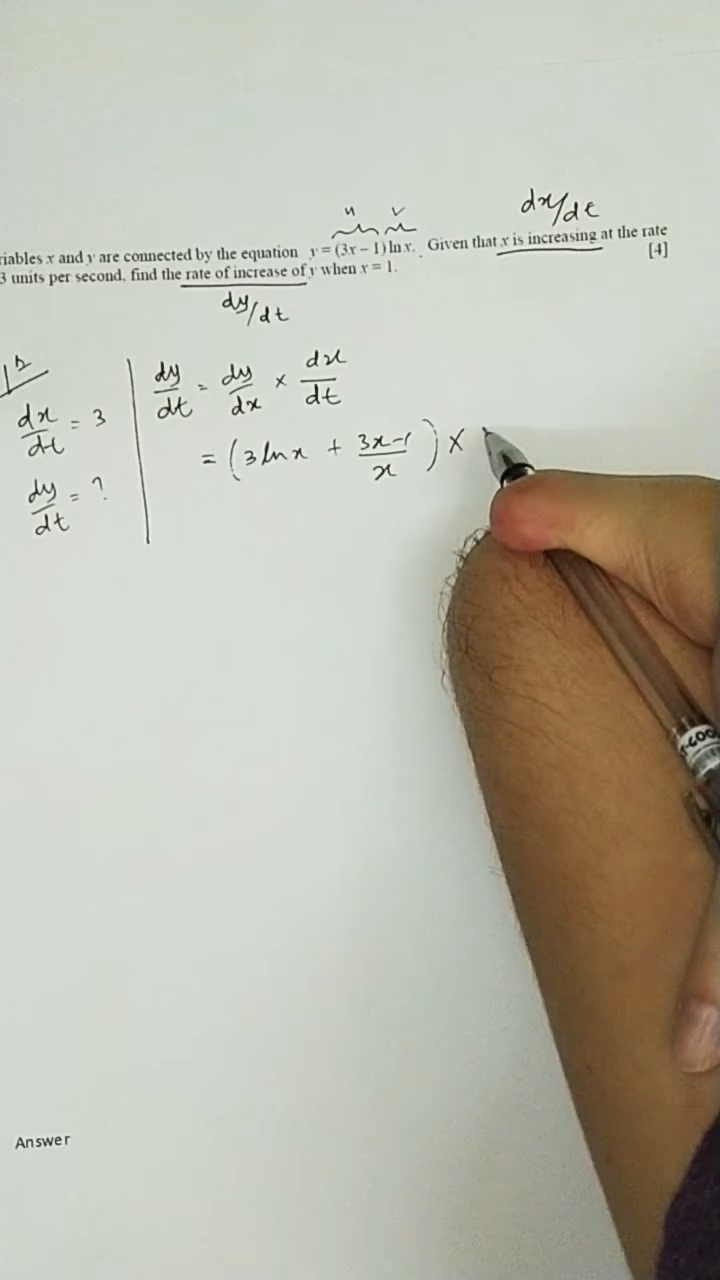 dx/dt
u v
riables x and y are connected by the equation y = (3x – 1) ln x. Given that x is increasing at the rate
3 units per second, find the rate of increase of y when x = 1. [4]
dy/dt
dx/dt = 3
dy/dt = ?
dy/dt = dy/dx × dx/dt
= (3 ln x + 3x-1/x) ×
Answer